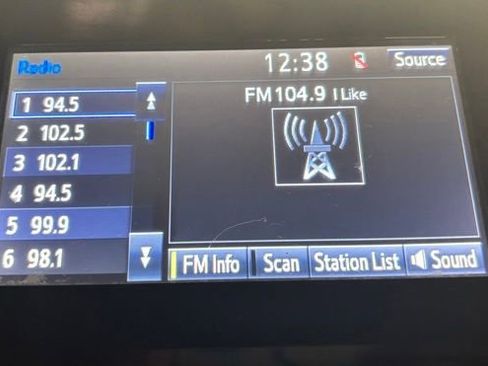 Radio 12:38 Source
1 94.5
2 102.5
3 102.1
4 94.5
5 99.9
6 98.1
FM 104.9 I Like
FM Info Scan Station List Sound